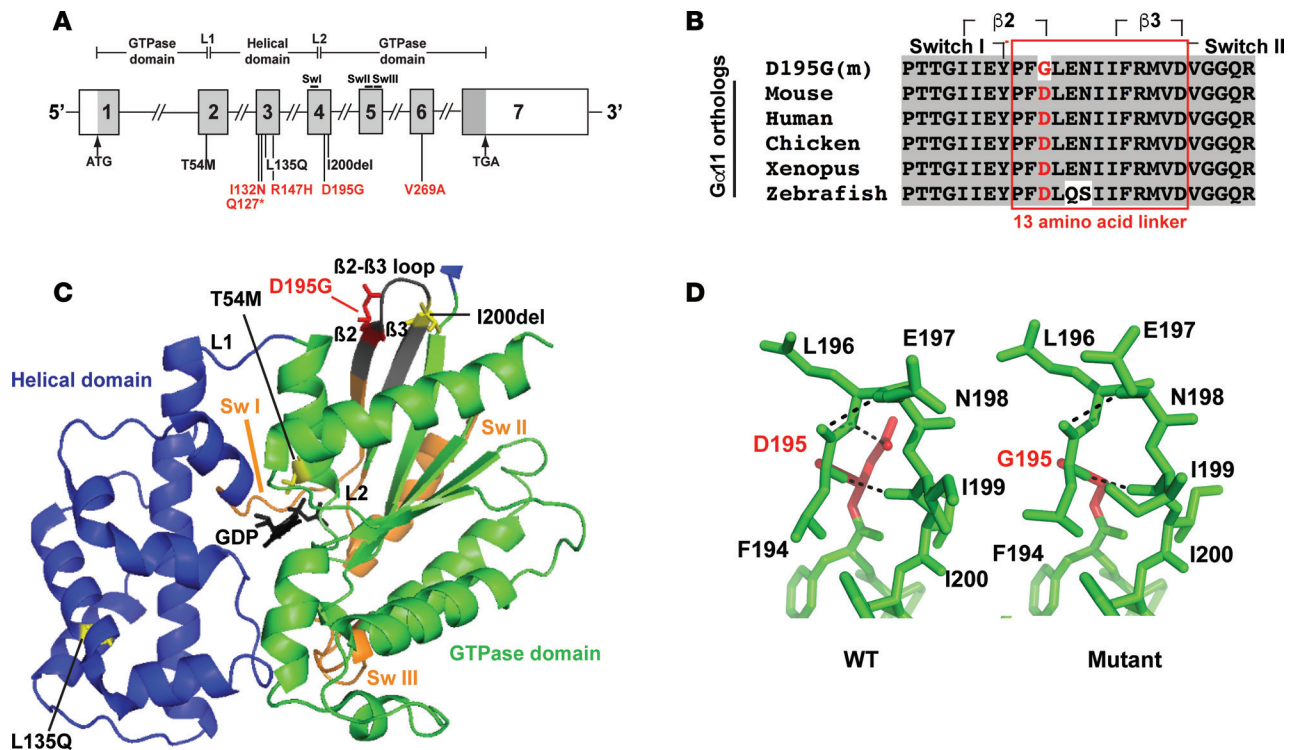 A
GTPase domain
L1
Helical domain
L2
GTPase domain
SwI
SwII SwIII
5’
1
2
3
4
5
6
7
3’
ATG
T54M
L135Q
I200del
TGA
I132N
R147H
D195G
V269A
Q127*
B
β2
β3
Switch I
Switch II
D195G(m) PTTGIIEYPFGLENIIFRMVDVGGQR
Mouse PTTGIIEYPFDLENIIFRMVDVGGQR
Human PTTGIIEYPFDLENIIFRMVDVGGQR
Chicken PTTGIIEYPFDLENIIFRMVDVGGQR
Xenopus PTTGIIEYPFDLENIIFRMVDVGGQR
Zebrafish PTTGIIEYPFDLQSIIFRMVDVGGQR
Gα11 orthologs
13 amino acid linker
C
ß2-ß3 loop
D195G
T54M
I200del
ß2
ß3
L1
Helical domain
Sw I
Sw II
L2
GDP
GTPase domain
Sw III
L135Q
D
L196
E197
N198
D195
I199
F194
I200
WT
L196
E197
N198
G195
I199
F194
I200
Mutant